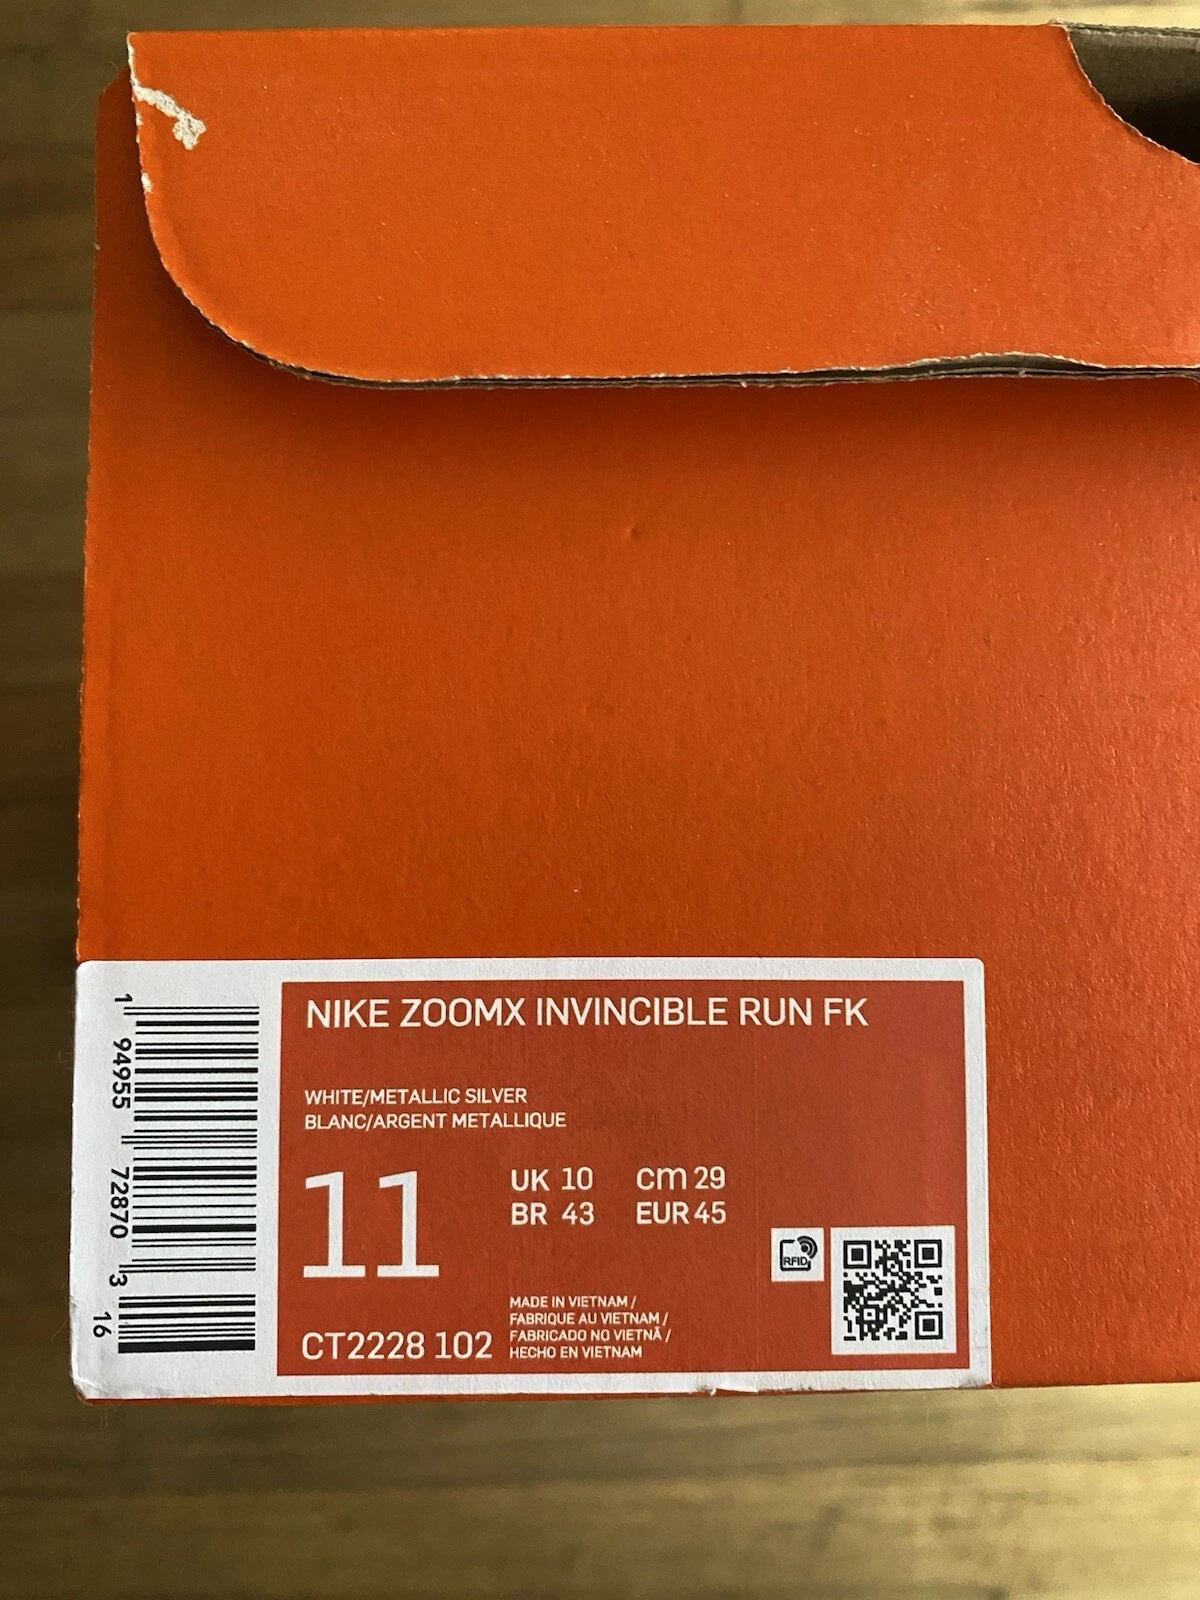 NIKE ZOOMX INVINCIBLE RUN FK
WHITE/METALLIC SILVER
BLANC/ARGENT METALLIQUE
11
UK 10 cm 29
BR 43 EUR 45
RFID
MADE IN VIETNAM /
FABRIQUE AU VIETNAM /
FABRICADO NO VIETNÃ /
HECHO EN VIETNAM
CT2228 102
1 94955 72870 3 16